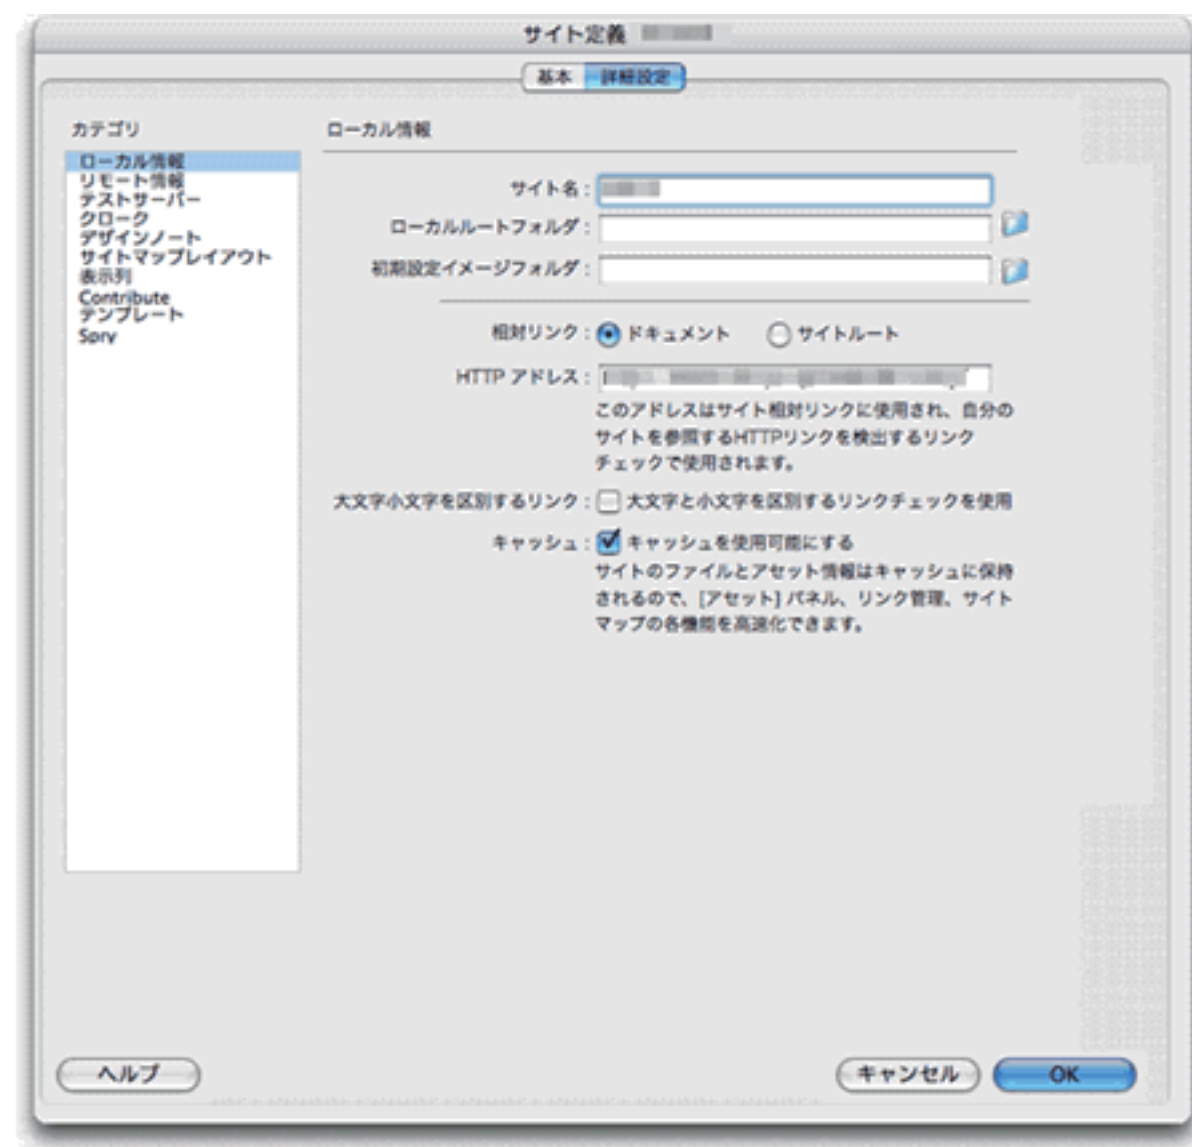 サイト定義
基本 詳細設定
カテゴリ
ローカル情報
リモート情報
テストサーバー
クローク
デザインノート
サイトマップレイアウト
表示列
Contribute
テンプレート
Spry
ローカル情報
サイト名 :
ローカルルートフォルダ :
初期設定イメージフォルダ :
相対リンク : ドキュメント サイトルート
HTTP アドレス :
このアドレスはサイト相対リンクに使用され、自分の
サイトを参照するHTTPリンクを検出するリンク
チェックで使用されます。
大文字小文字を区別するリンク : 大文字と小文字を区別するリンクチェックを使用
キャッシュ : キャッシュを使用可能にする
サイトのファイルとアセット情報はキャッシュに保持
されるので、[アセット] パネル、リンク管理、サイト
マップの各機能を高速化できます。
ヘルプ キャンセル OK